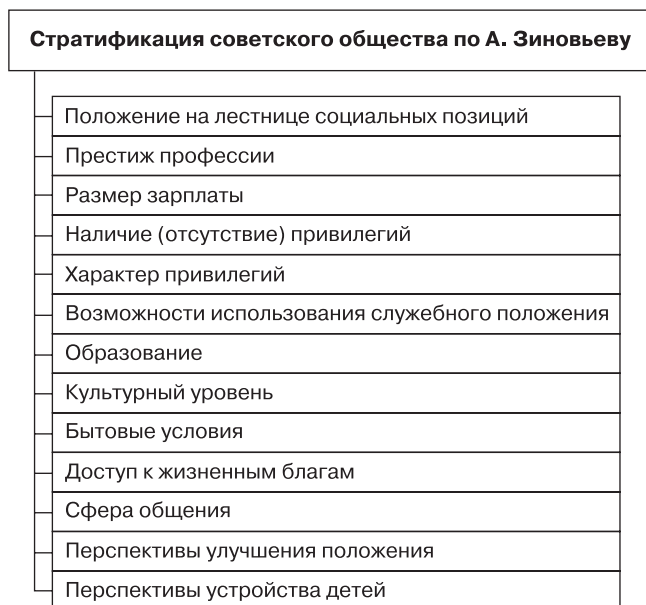 Стратификация советского общества по А. Зиновьеву
Положение на лестнице социальных позиций
Престиж профессии
Размер зарплаты
Наличие (отсутствие) привилегий
Характер привилегий
Возможности использования служебного положения
Образование
Культурный уровень
Бытовые условия
Доступ к жизненным благам
Сфера общения
Перспективы улучшения положения
Перспективы устройства детей